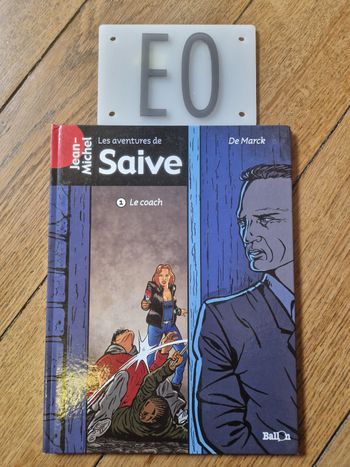 EO
Jean-
Michel
Les aventures de
Saive
De Marck
1 Le coach
Ballon